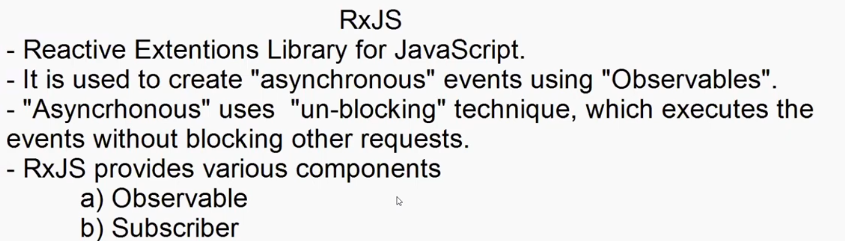 RxJS
- Reactive Extentions Library for JavaScript.
- It is used to create "asynchronous" events using "Observables".
- "Asyncrhonous" uses  "un-blocking" technique, which executes the
events without blocking other requests.
- RxJS provides various components
a) Observable
b) Subscriber